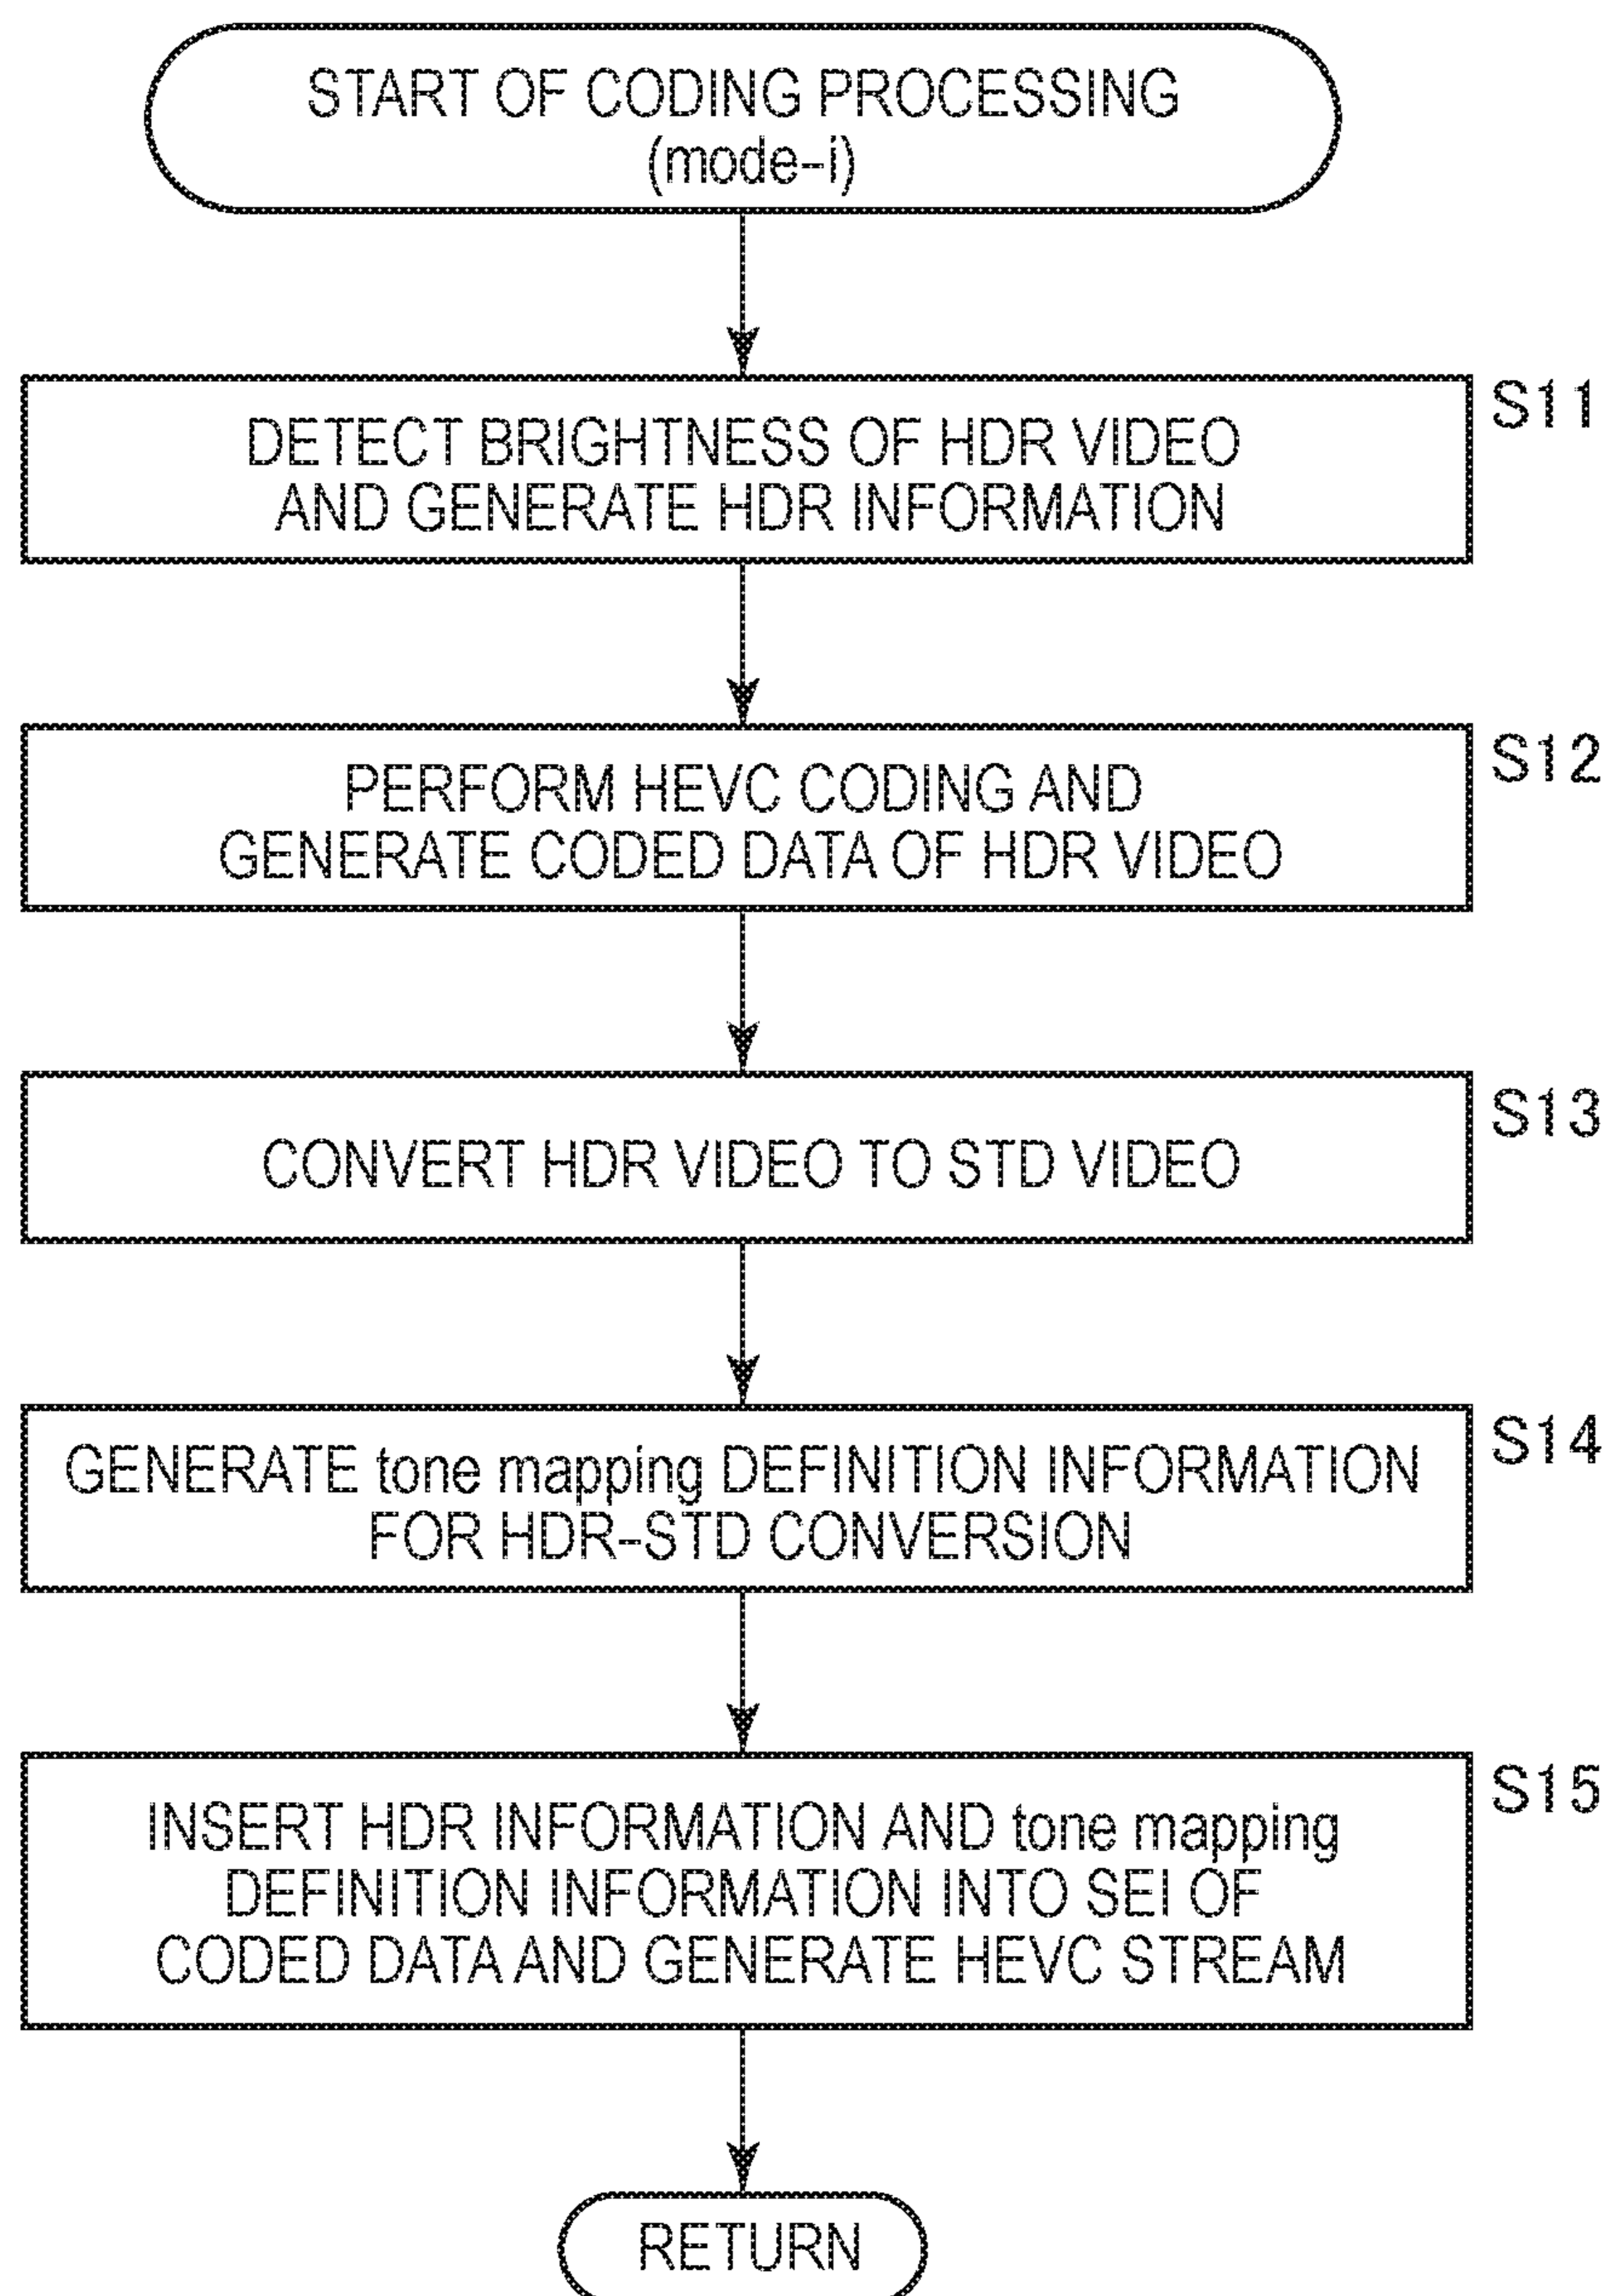 START OF CODING PROCESSING
(mode-i)
S11
DETECT BRIGHTNESS OF HDR VIDEO
AND GENERATE HDR INFORMATION
S12
PERFORM HEVC CODING AND
GENERATE CODED DATA OF HDR VIDEO
S13
CONVERT HDR VIDEO TO STD VIDEO
S14
GENERATE tone mapping DEFINITION INFORMATION
FOR HDR-STD CONVERSION
S15
INSERT HDR INFORMATION AND tone mapping
DEFINITION INFORMATION INTO SEI OF
CODED DATA AND GENERATE HEVC STREAM
RETURN